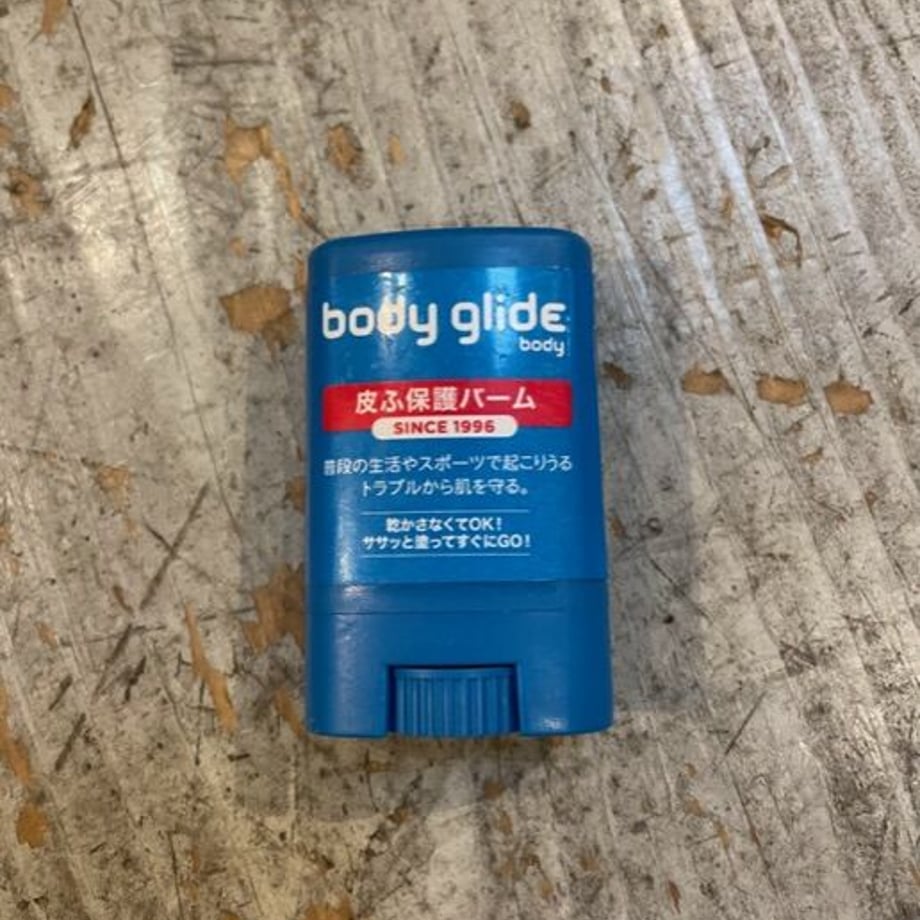 body glide
body
皮ふ保護バーム
SINCE 1996
普段の生活やスポーツで起こりうる
トラブルから肌を守る。
乾かさなくてOK!
ササッと塗ってすぐにGO!